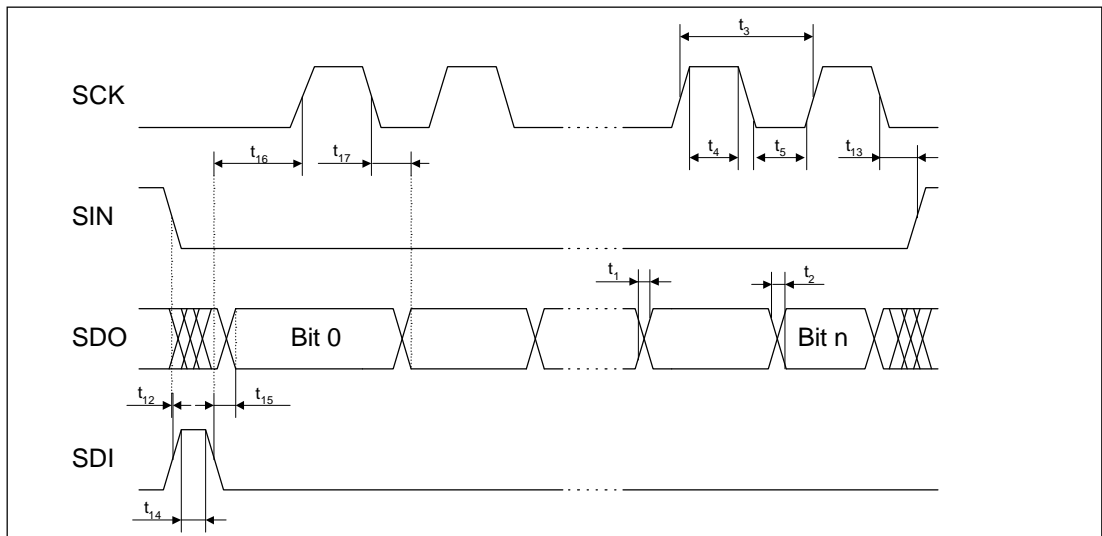 t3
SCK
t16
t17
t4
t5
t13
SIN
t1
t2
SDO
Bit 0
Bit n
t12
t15
SDI
t14